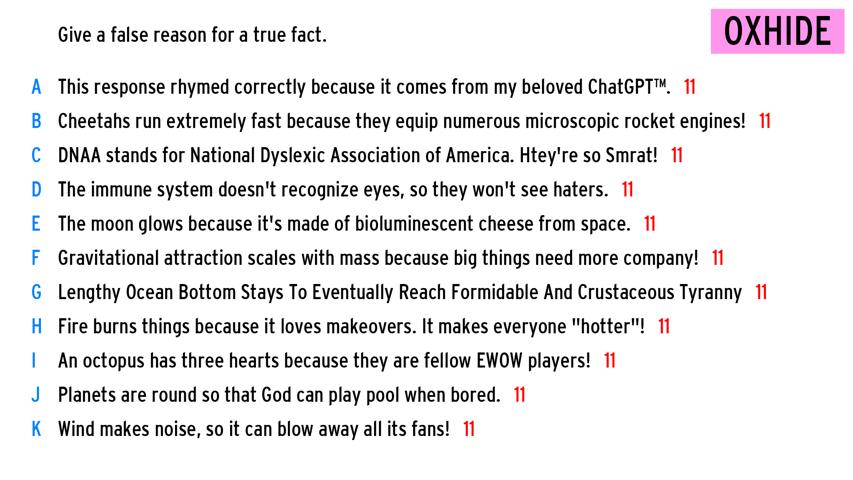 Give a false reason for a true fact.
OXHIDE
A This response rhymed correctly because it comes from my beloved ChatGPT™. 11
B Cheetahs run extremely fast because they equip numerous microscopic rocket engines! 11
C DNAA stands for National Dyslexic Association of America. Htey're so Smrat! 11
D The immune system doesn't recognize eyes, so they won't see haters. 11
E The moon glows because it's made of bioluminescent cheese from space. 11
F Gravitational attraction scales with mass because big things need more company! 11
G Lengthy Ocean Bottom Stays To Eventually Reach Formidable And Crustaceous Tyranny 11
H Fire burns things because it loves makeovers. It makes everyone "hotter"! 11
I An octopus has three hearts because they are fellow EWOW players! 11
J Planets are round so that God can play pool when bored. 11
K Wind makes noise, so it can blow away all its fans! 11